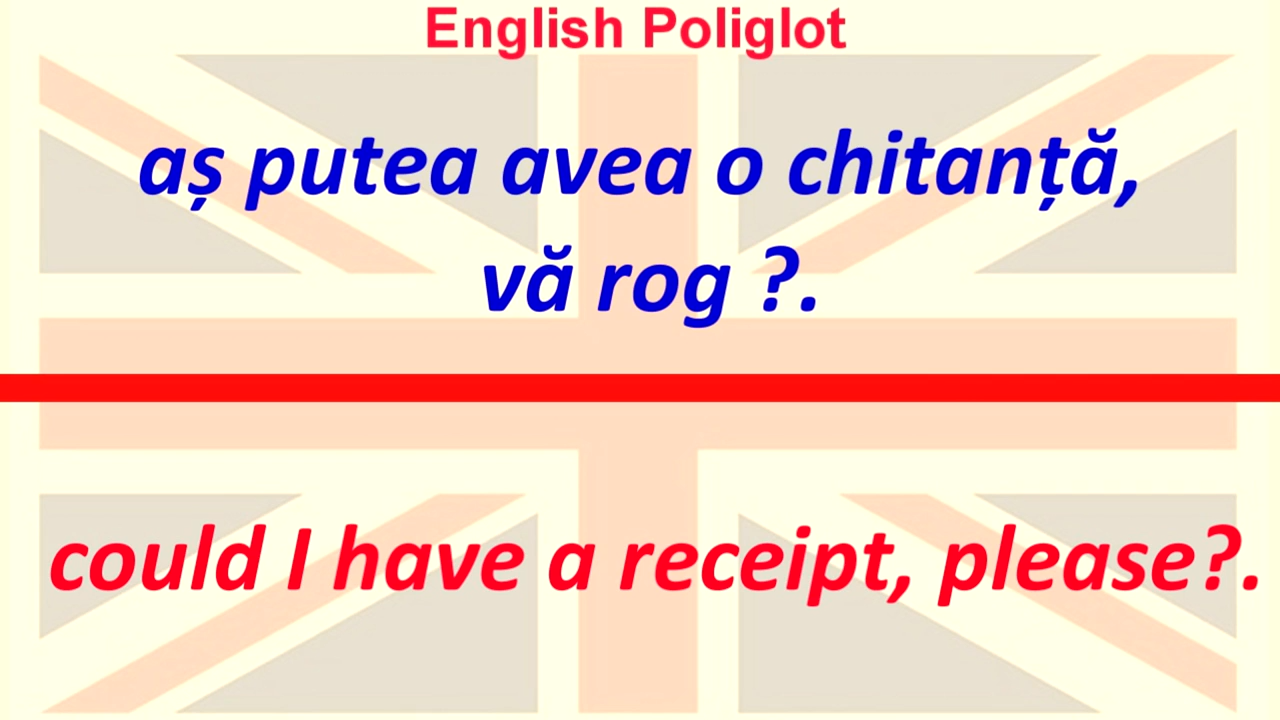 English Poliglot
aș putea avea o chitanță,
vă rog ?.
could I have a receipt, please?.